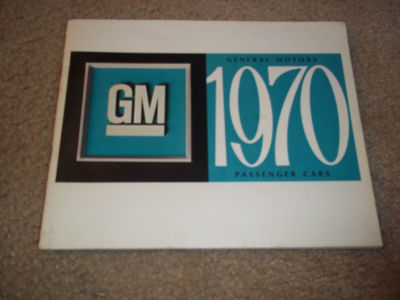 GM
GENERAL MOTORS
1970
PASSENGER CARS